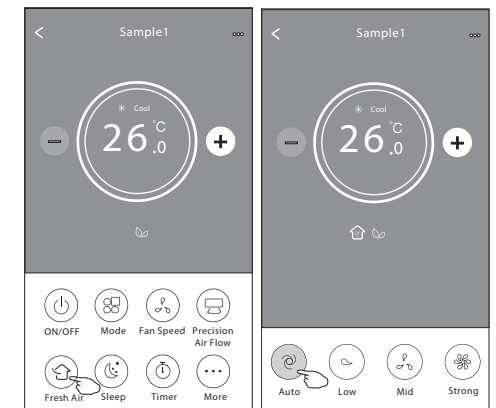 Sample1
Cool
26.0°C
ON/OFF
Mode
Fan Speed
Precision
Air Flow
Fresh Air
Sleep
Timer
More
Sample1
Cool
26.0°C
Auto
Low
Mid
Strong